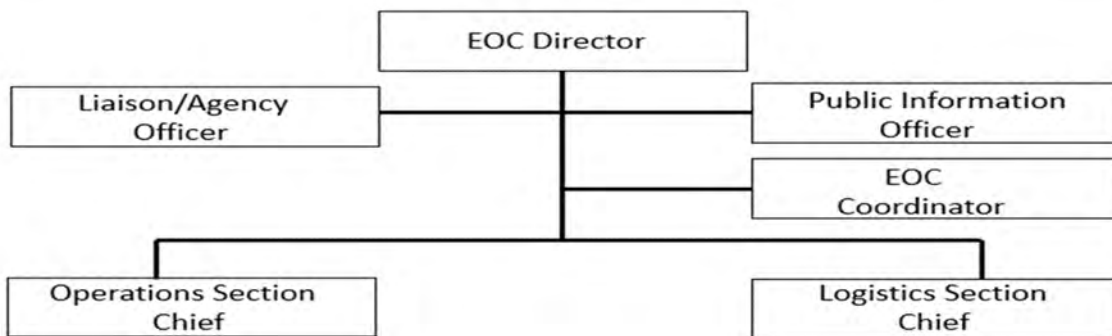 EOC Director
Liaison/Agency
Officer
Public Information
Officer
EOC
Coordinator
Operations Section
Chief
Logistics Section
Chief